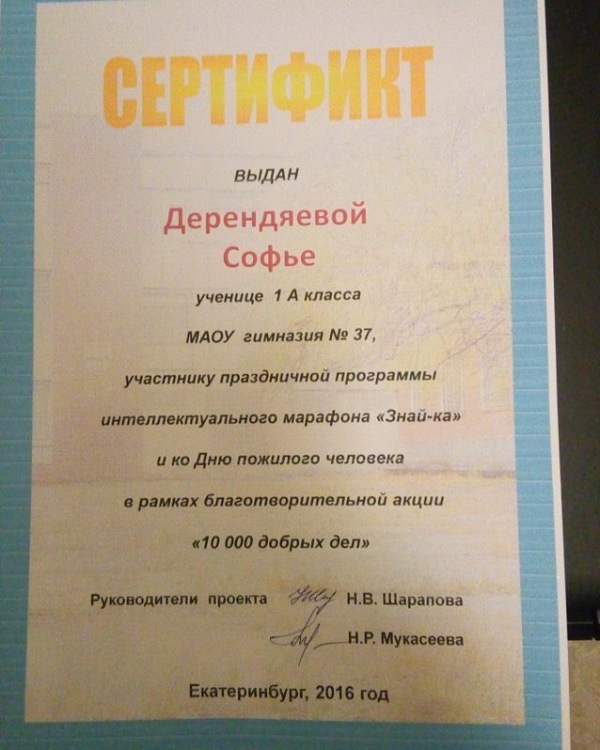 СЕРТИФИКТ
ВЫДАН
Дерендяевой
Софье
ученице 1 А класса
МАОУ гимназия № 37,
участнику праздничной программы
интеллектуального марафона «Знай-ка»
и ко Дню пожилого человека
в рамках благотворительной акции
«10 000 добрых дел»
Руководители проекта Н.В. Шарапова
Н.Р. Мукасеева
Екатеринбург, 2016 год